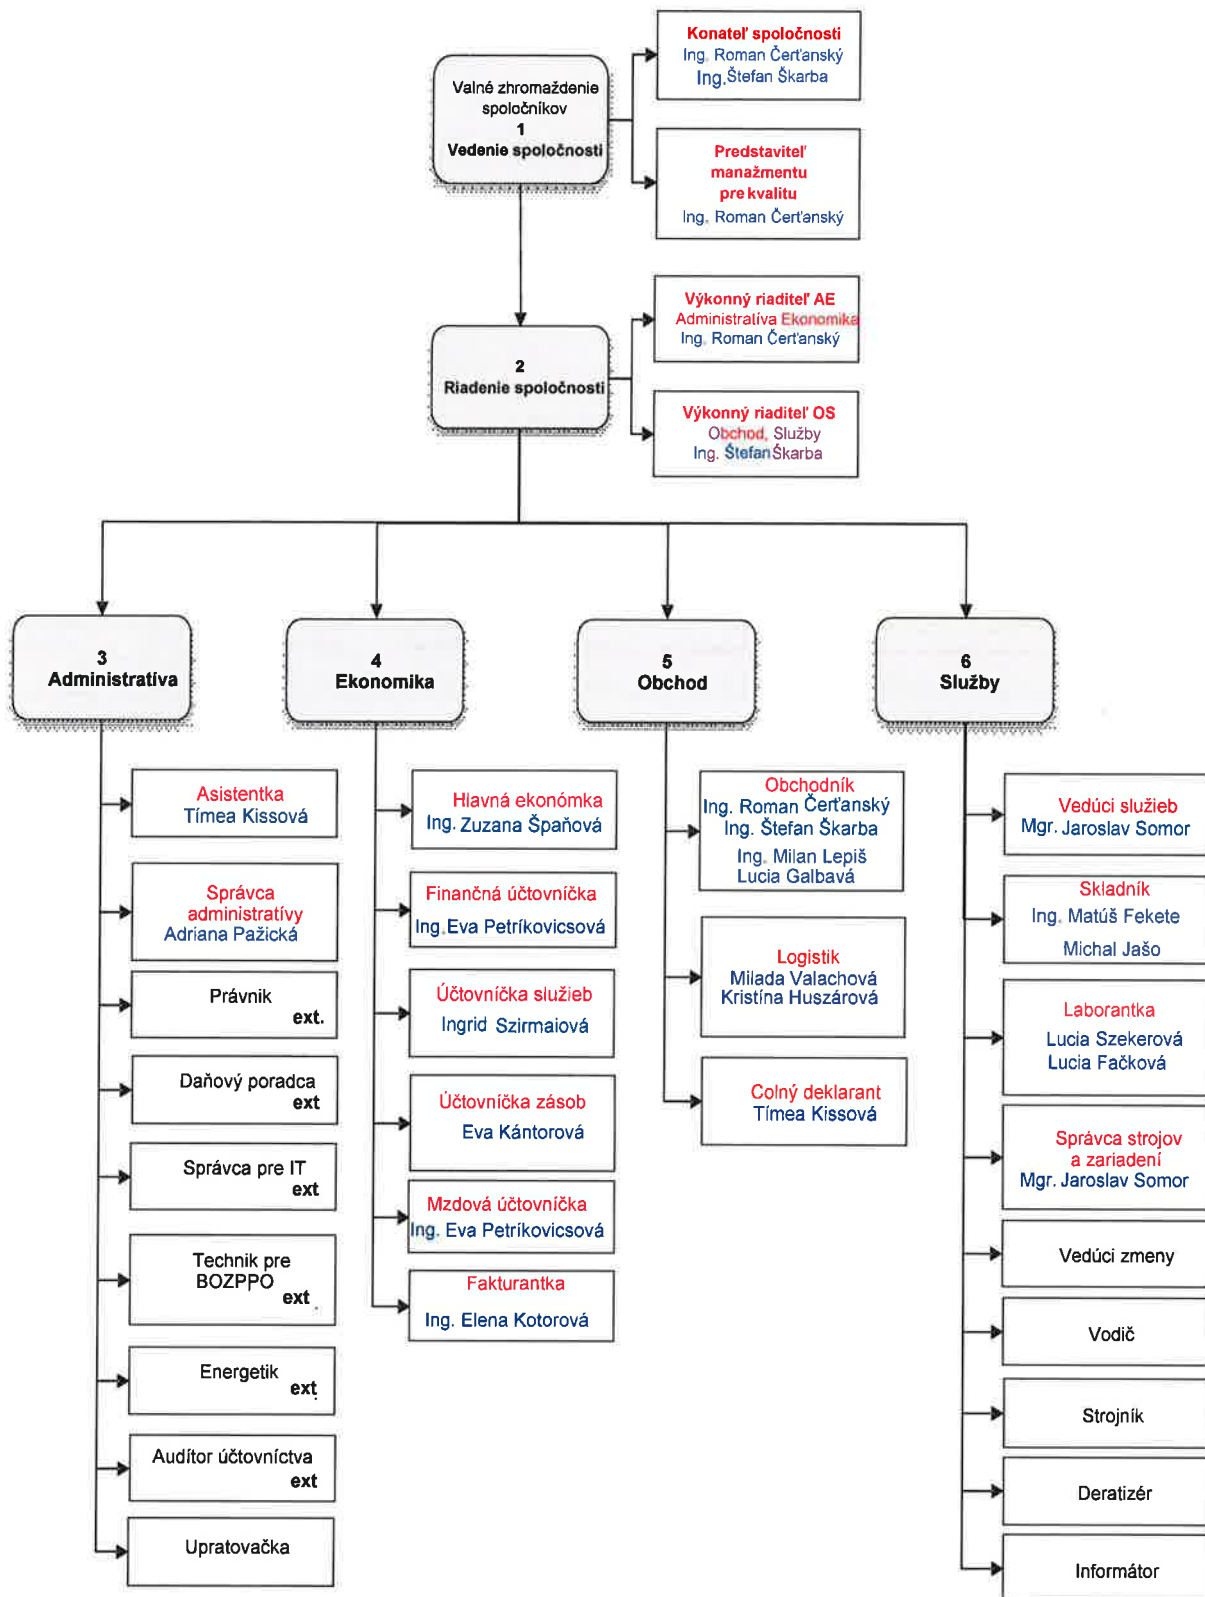 Konateľ spoločnosti
Ing. Roman Čerťanský
Ing. Štefan Škarba
Valné zhromaždenie
spoločníkov
1
Vedenie spoločnosti
Predstaviteľ
manažmentu
pre kvalitu
Ing. Roman Čerťanský
Výkonný riaditeľ AE
Administratíva Ekonomika
Ing. Roman Čerťanský
2
Riadenie spoločnosti
Výkonný riaditeľ OS
Obchod, Služby
Ing. Štefan Škarba
3
Administratíva
Asistentka
Tímea Kissová
Správca
administratívy
Adriana Pažická
Právnik
ext.
Daňový poradca
ext
Správca pre IT
ext
Technik pre
BOZPPO
ext.
Energetik
ext.
Audítor účtovníctva
ext
Upratovačka
4
Ekonomika
Hlavná ekonómka
Ing. Zuzana Špaňová
Finančná účtovníčka
Ing. Eva Petríkovicsová
Účtovníčka služieb
Ingrid Szirmaiová
Účtovníčka zásob
Eva Kántorová
Mzdová účtovníčka
Ing. Eva Petríkovicsová
Fakturantka
Ing. Elena Kotorová
5
Obchod
Obchodník
Ing. Roman Čerťanský
Ing. Štefan Škarba
Ing. Milan Lepiš
Lucia Galbavá
Logistik
Milada Valachová
Kristína Huszárová
Colný deklarant
Tímea Kissová
6
Služby
Vedúci služieb
Mgr. Jaroslav Somor
Skladník
Ing. Matúš Fekete
Michal Jašo
Laborantka
Lucia Szekerová
Lucia Fačková
Správca strojov
a zariadení
Mgr. Jaroslav Somor
Vedúci zmeny
Vodič
Strojník
Deratizér
Informátor